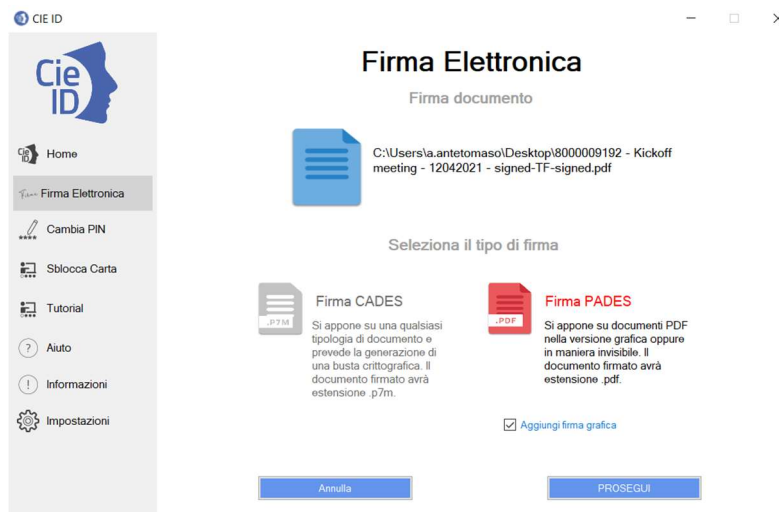 CIE ID
Cie
ID
Cie
ID
Home
Firma
Firma Elettronica
****
Cambia PIN
Sblocca Carta
Tutorial
?
Aiuto
!
Informazioni
Impostazioni
Firma Elettronica
Firma documento
C:\Users\a.antetomaso\Desktop\8000009192 - Kickoff
meeting - 12042021 - signed-TF-signed.pdf
Seleziona il tipo di firma
.P7M
Firma CADES
Si appone su una qualsiasi
tipologia di documento e
prevede la generazione di
una busta crittografica. Il
documento firmato avrà
estensione .p7m.
.PDF
Firma PADES
Si appone su documenti PDF
nella versione grafica oppure
in maniera invisibile. Il
documento firmato avrà
estensione .pdf.
Aggiungi firma grafica
Annulla
PROSEGUI